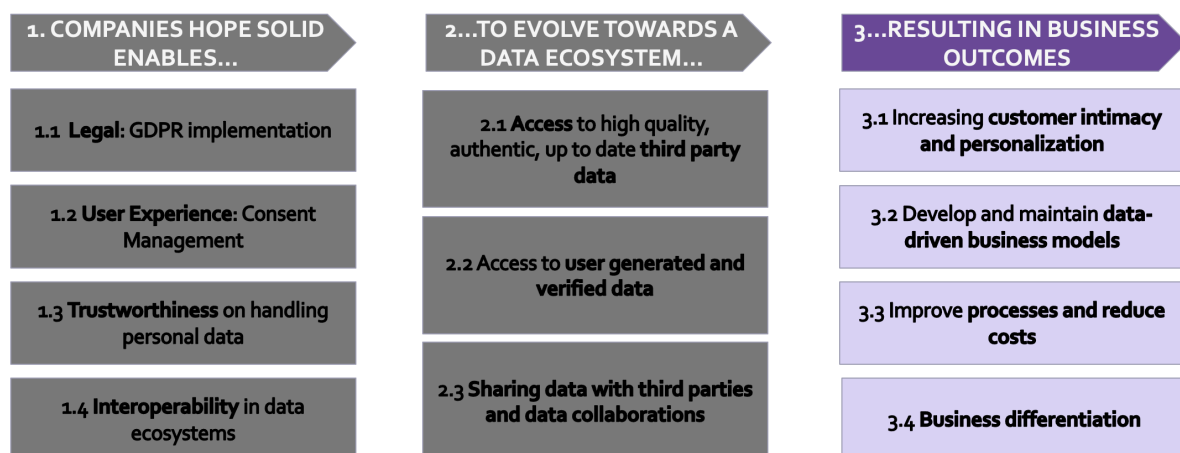 1. COMPANIES HOPE SOLID
ENABLES...
1.1 Legal: GDPR implementation
1.2 User Experience: Consent
Management
1.3 Trustworthiness on handling
personal data
1.4 Interoperability in data
ecosystems
2...TO EVOLVE TOWARDS A
DATA ECOSYSTEM...
2.1 Access to high quality,
authentic, up to date third party
data
2.2 Access to user generated and
verified data
2.3 Sharing data with third parties
and data collaborations
3...RESULTING IN BUSINESS
OUTCOMES
3.1 Increasing customer intimacy
and personalization
3.2 Develop and maintain data-
driven business models
3.3 Improve processes and reduce
costs
3.4 Business differentiation